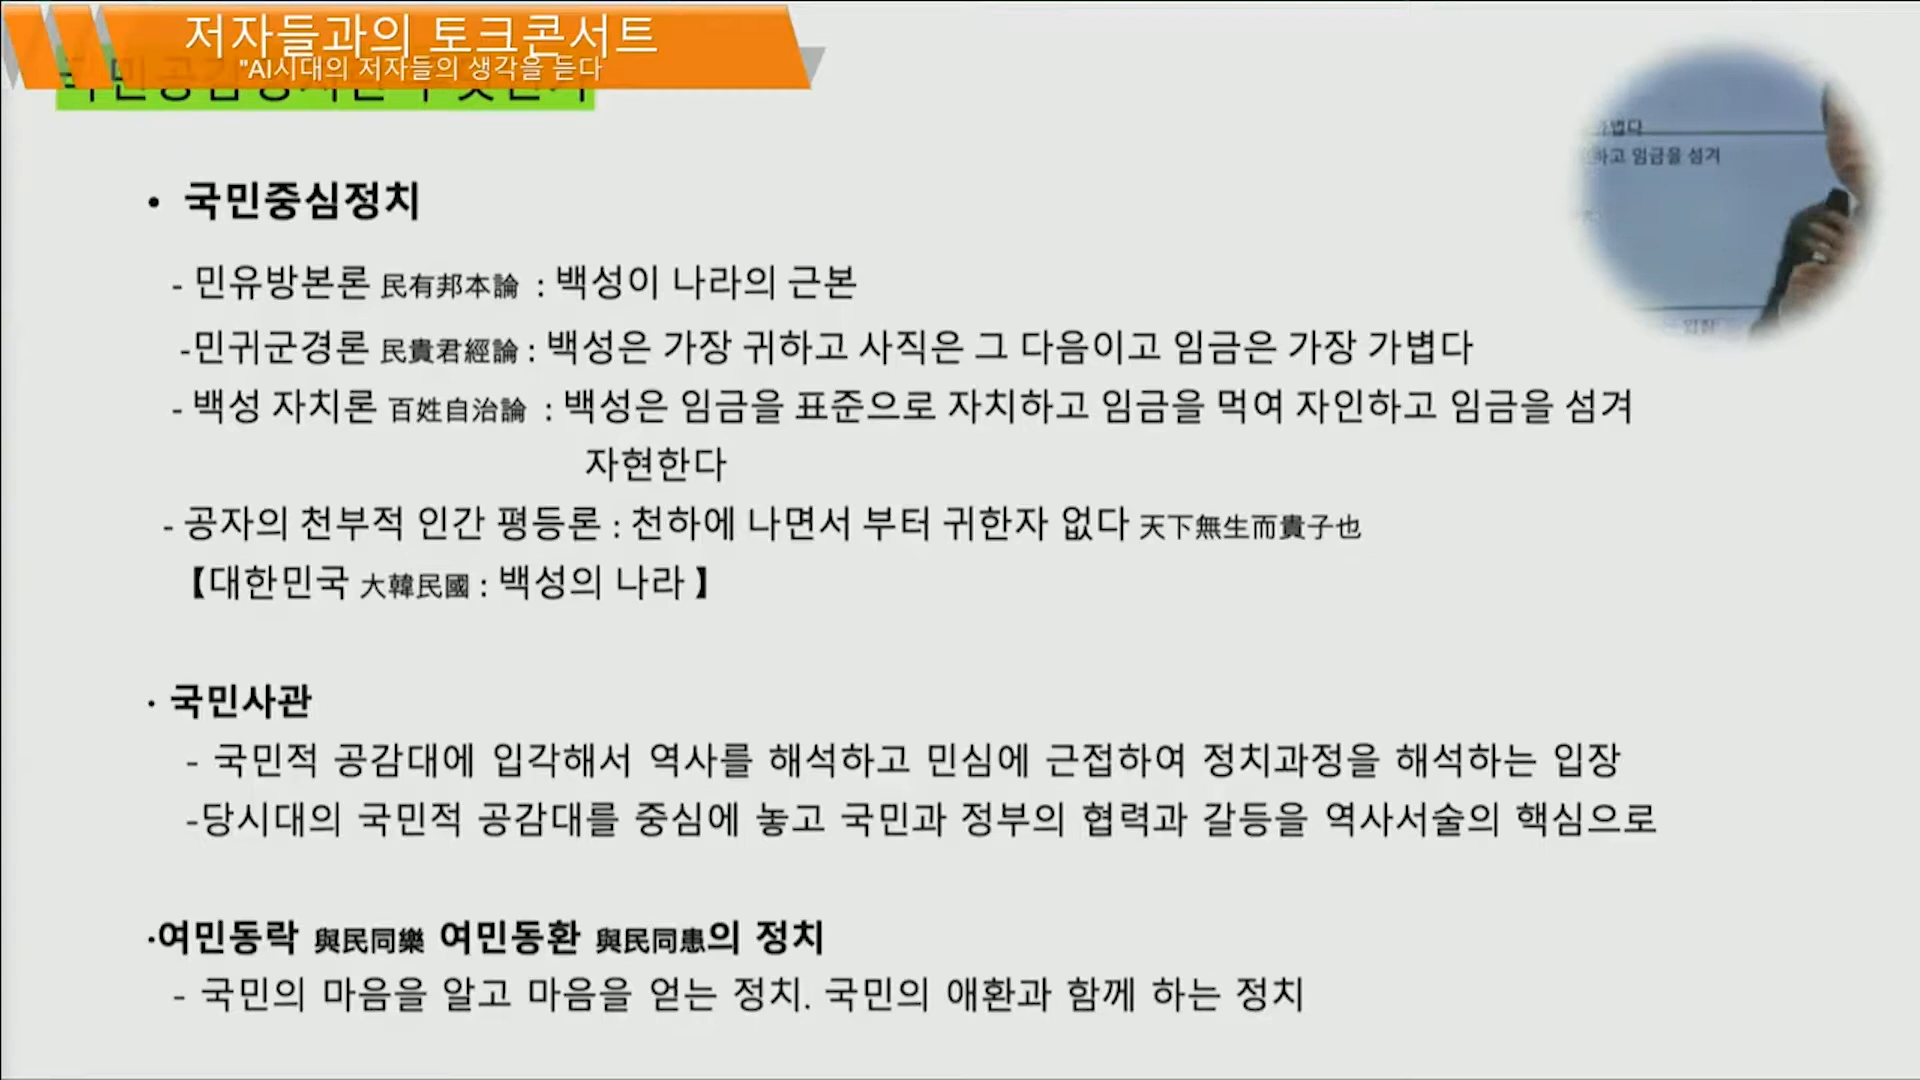 저자들과의 토크콘서트
"AI시대의 저자들의 생각을 듣다
• 국민중심정치
- 민유방본론 民有邦本論 : 백성이 나라의 근본
-민귀군경론 民貴君經論 : 백성은 가장 귀하고 사직은 그 다음이고 임금은 가장 가볍다
- 백성 자치론 百姓自治論 : 백성은 임금을 표준으로 자치하고 임금을 먹여 자인하고 임금을 섬겨
자현한다
- 공자의 천부적 인간 평등론 : 천하에 나면서 부터 귀한자 없다 天下無生而貴子也
【대한민국 大韓民國 : 백성의 나라 】
· 국민사관
- 국민적 공감대에 입각해서 역사를 해석하고 민심에 근접하여 정치과정을 해석하는 입장
-당시대의 국민적 공감대를 중심에 놓고 국민과 정부의 협력과 갈등을 역사서술의 핵심으로
·여민동락 與民同樂 여민동환 與民同患의 정치
- 국민의 마음을 알고 마음을 얻는 정치. 국민의 애환과 함께 하는 정치
가볍다
하고 임금을 섬겨